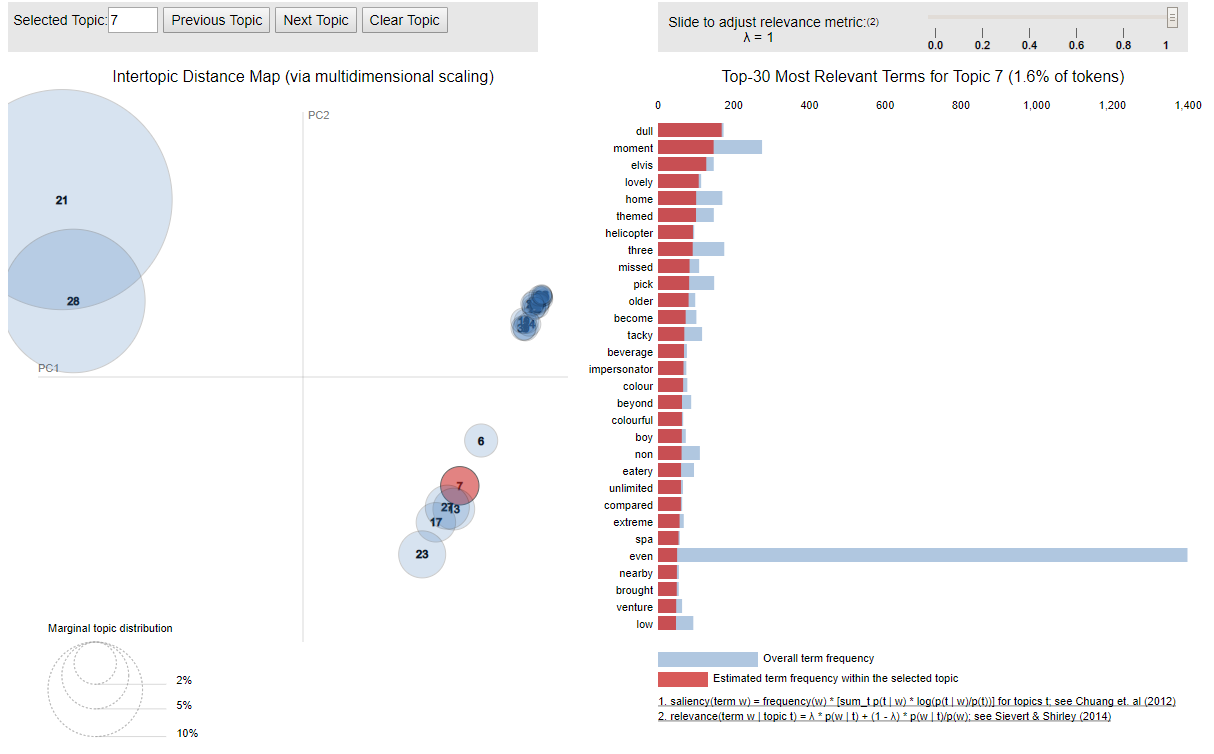 Selected Topic: 7 Previous Topic Next Topic Clear Topic
Slide to adjust relevance metric:(2)
λ = 1
0.0 0.2 0.4 0.6 0.8 1
Intertopic Distance Map (via multidimensional scaling)
PC2
PC1
21
28
6
7
27
13
17
23
Marginal topic distribution
2%
5%
10%
Top-30 Most Relevant Terms for Topic 7 (1.6% of tokens)
0 200 400 600 800 1,000 1,200 1,400
dull
moment
elvis
lovely
home
themed
helicopter
three
missed
pick
older
become
tacky
beverage
impersonator
colour
beyond
colourful
boy
non
eatery
unlimited
compared
extreme
spa
even
nearby
brought
venture
low
Overall term frequency
Estimated term frequency within the selected topic
1. saliency(term w) = frequency(w) * [sum_t p(t | w) * log(p(t | w)/p(t))] for topics t; see Chuang et. al (2012)
2. relevance(term w | topic t) = λ * p(w | t) + (1 - λ) * p(w | t)/p(w); see Sievert & Shirley (2014)